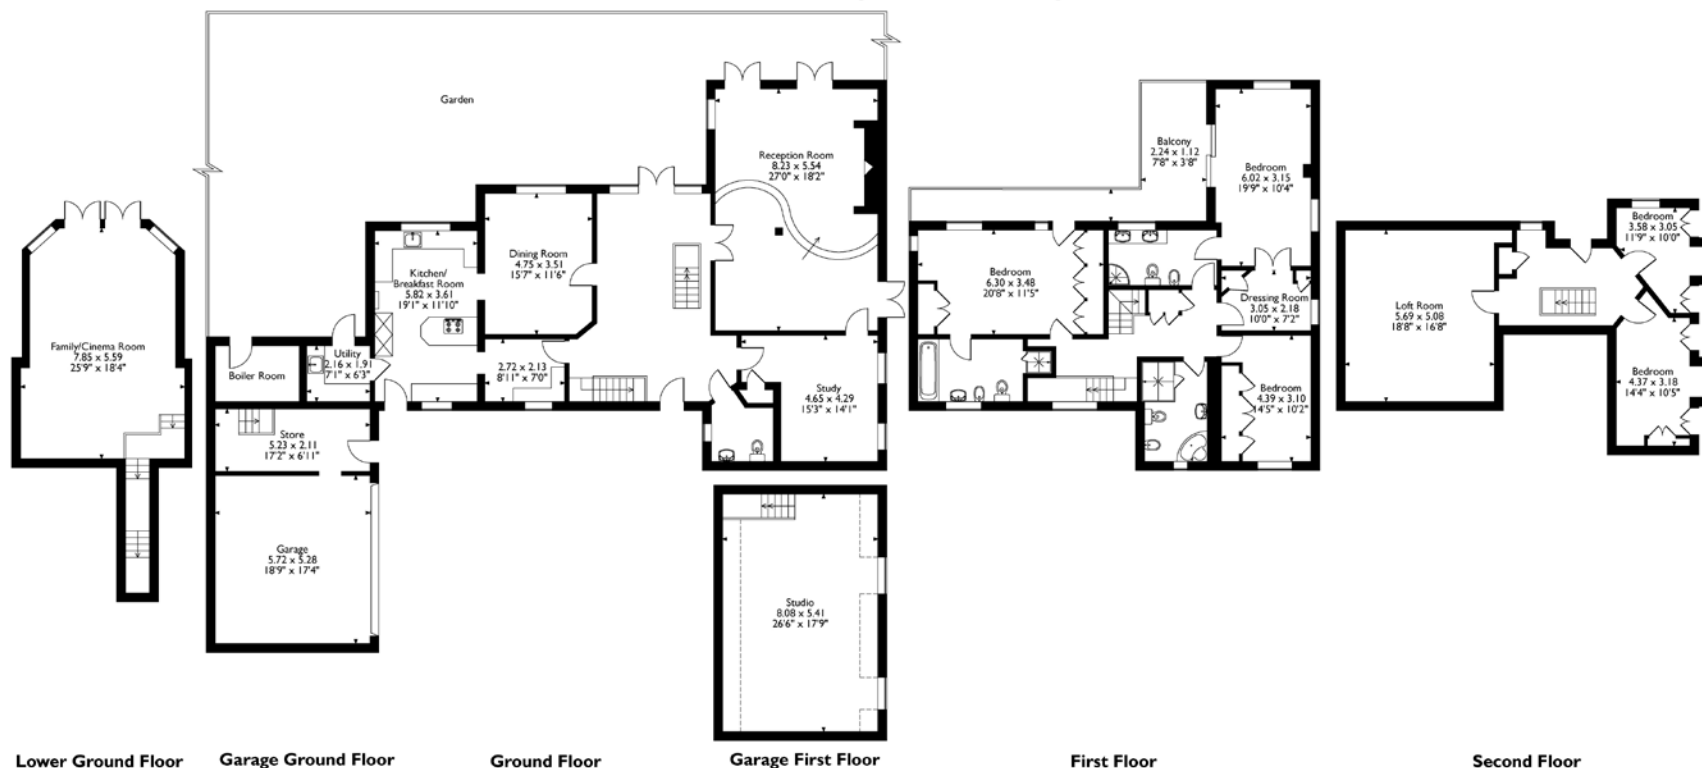 Garden
Reception Room
8.23 x 5.54
27'0" x 18'2"
Dining Room
4.75 x 3.51
15'7" x 11'6"
Kitchen/
Breakfast Room
5.82 x 3.61
19'1" x 11'10"
Family/Cinema Room
7.85 x 5.59
25'9" x 18'4"
Boiler Room
Utility
2.16 x 1.91
7'1" x 6'3"
2.72 x 2.13
8'11" x 7'0"
Study
4.65 x 4.29
15'3" x 14'1"
Store
5.23 x 2.11
17'2" x 6'11"
Garage
5.72 x 5.28
18'9" x 17'4"
Studio
8.08 x 5.41
26'6" x 17'9"
Balcony
2.24 x 1.12
7'8" x 3'8"
Bedroom
6.02 x 3.15
19'9" x 10'4"
Bedroom
6.30 x 3.48
20'8" x 11'5"
Dressing Room
3.05 x 2.18
10'0" x 7'2"
Bedroom
4.39 x 3.10
14'5" x 10'2"
Bedroom
3.58 x 3.05
11'9" x 10'0"
Loft Room
5.69 x 5.08
18'8" x 16'8"
Bedroom
4.37 x 3.18
14'4" x 10'5"
Lower Ground Floor
Garage Ground Floor
Ground Floor
Garage First Floor
First Floor
Second Floor